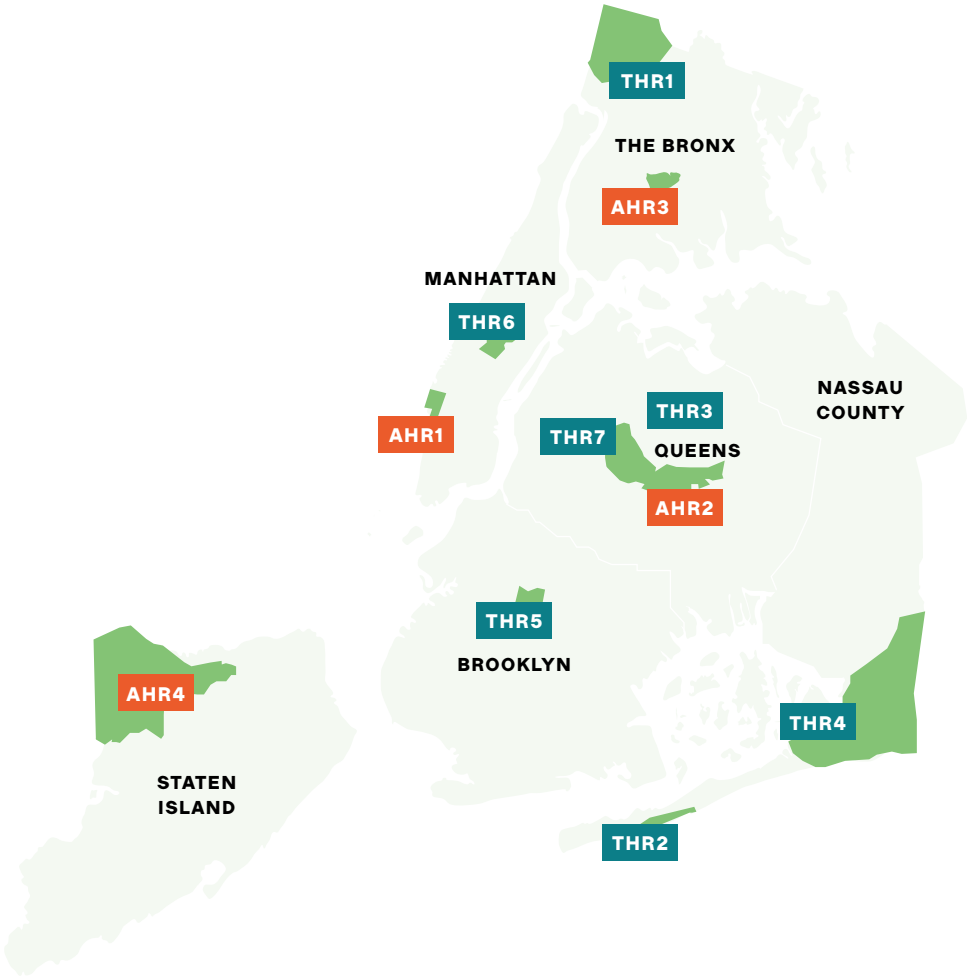 THR1
THE BRONX
AHR3
MANHATTAN
THR6
NASSAU
COUNTY
THR3
AHR1
THR7
QUEENS
AHR2
THR5
BROOKLYN
AHR4
THR4
STATEN
ISLAND
THR2